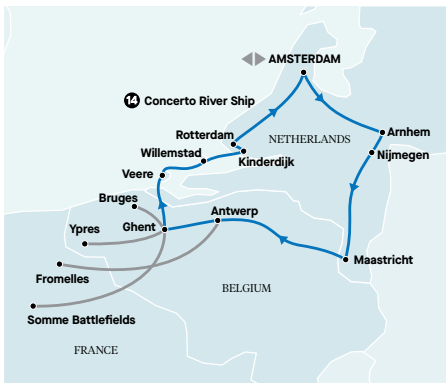 AMSTERDAM
14 Concerto River Ship
Rotterdam
NETHERLANDS
Arnhem
Willemstad
Kinderdijk
Nijmegen
Veere
Bruges
Antwerp
Ypres
Ghent
Maastricht
Fromelles
BELGIUM
Somme Battlefields
FRANCE